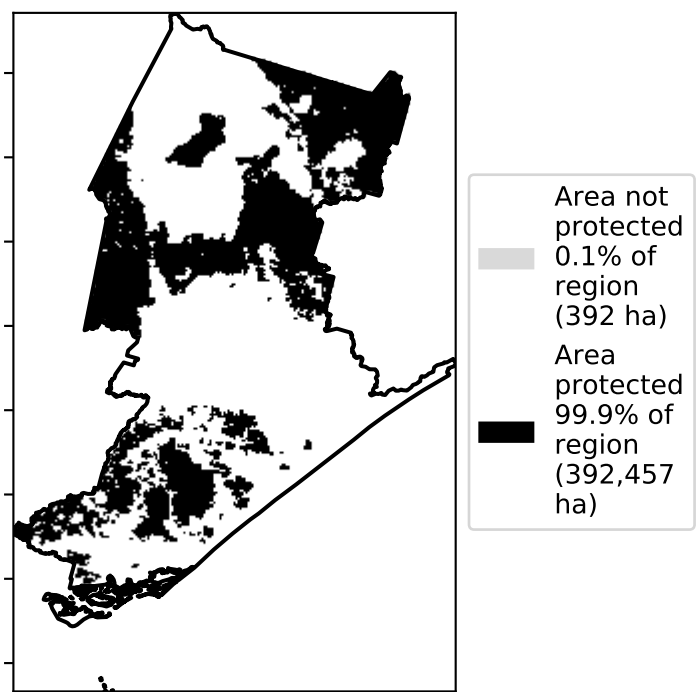 Area not
protected
0.1% of
region
(392 ha)
Area
protected
99.9% of
region
(392,457
ha)